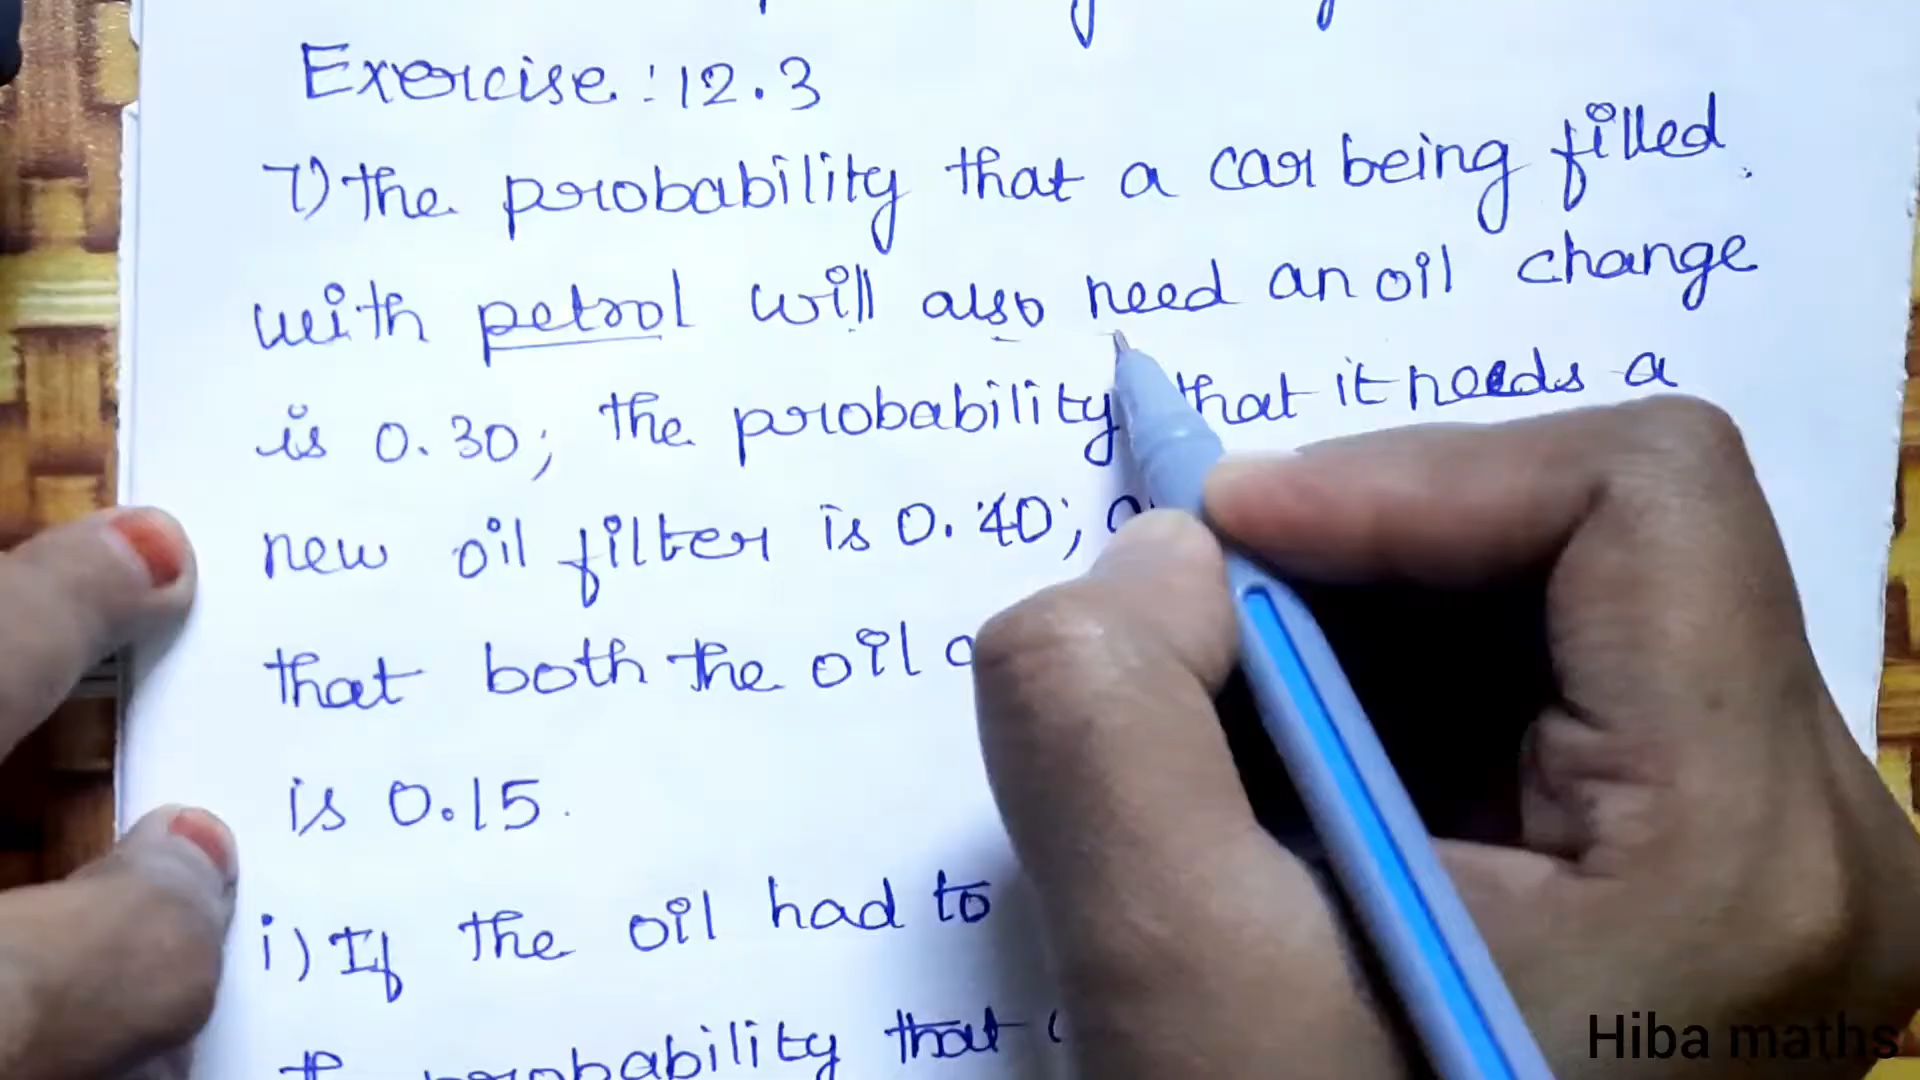 Exercise : 12.3
7) The probability that a car being filled
with petrol will also need an oil change
is 0.30; the probability that it needs a
new oil filter is 0.40;
that both the oil
is 0.15.
i) If the oil had to
probability that
Hiba maths